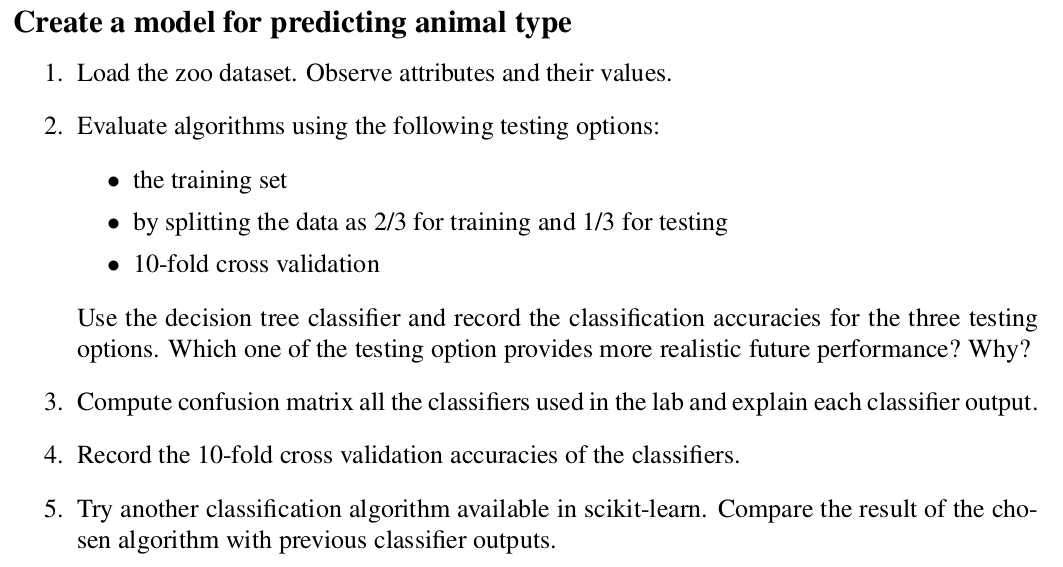 Create a model for predicting animal type
1. Load the zoo dataset. Observe attributes and their values.
2. Evaluate algorithms using the following testing options:
• the training set
• by splitting the data as 2/3 for training and 1/3 for testing
• 10-fold cross validation
Use the decision tree classifier and record the classification accuracies for the three testing
options. Which one of the testing option provides more realistic future performance? Why?
3. Compute confusion matrix all the classifiers used in the lab and explain each classifier output.
4. Record the 10-fold cross validation accuracies of the classifiers.
5. Try another classification algorithm available in scikit-learn. Compare the result of the cho-
sen algorithm with previous classifier outputs.